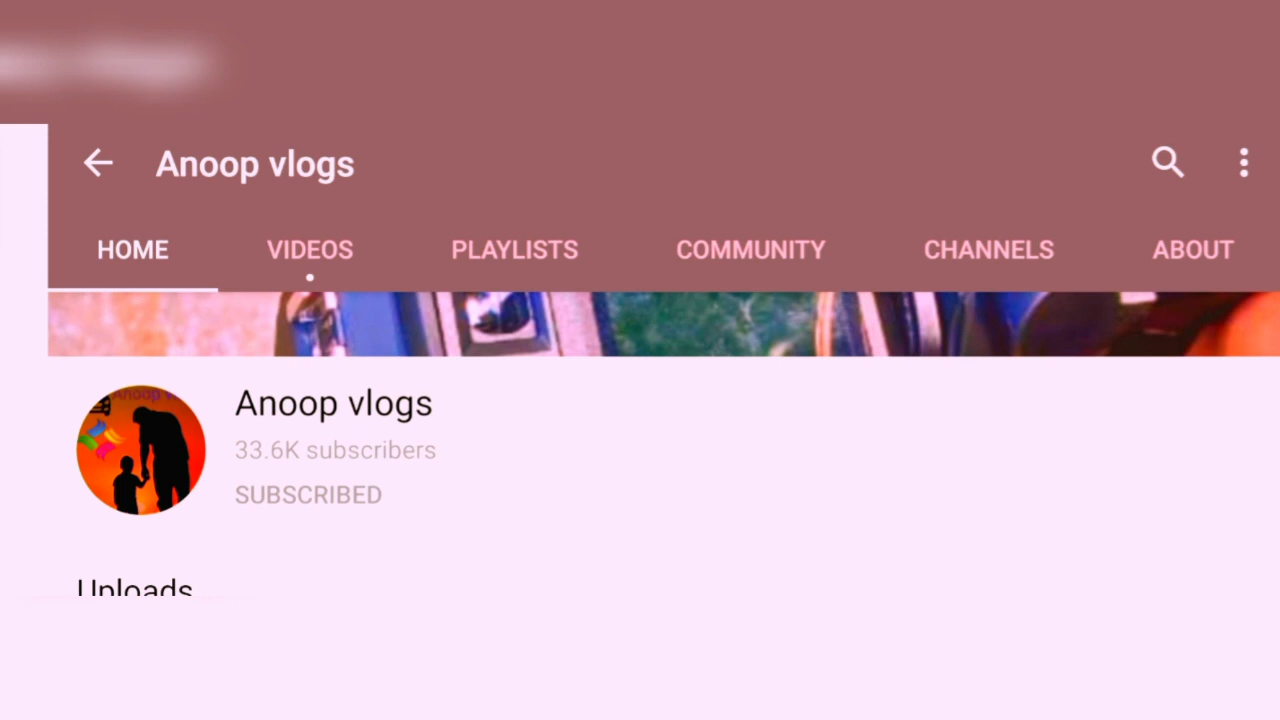 Anoop vlogs
HOME VIDEOS PLAYLISTS COMMUNITY CHANNELS ABOUT
Anoop vlogs
33.6K subscribers
SUBSCRIBED
Uploads